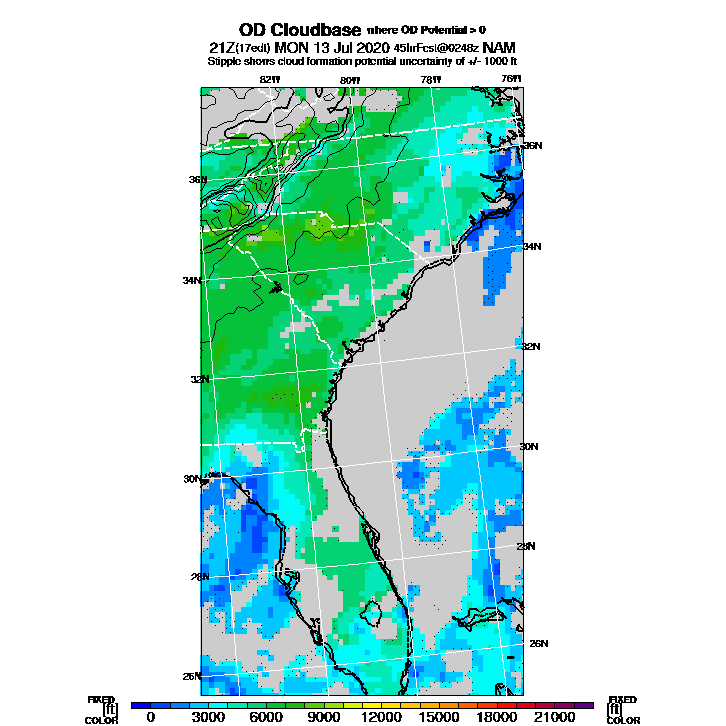 OD Cloudbase where OD Potential > 0
21Z(17edt) MON 13 Jul 2020 45hrFcst@0248z NAM
Stipple shows cloud formation potential uncertainty of +/- 1000 ft
82W 80W 78W 76W
36N 36N
34N 34N
32N 32N
30N 30N
28N 28N
26N 26N
FIXED FIXED
[ft] 0 3000 6000 9000 12000 15000 18000 21000 [ft]
COLOR COLOR